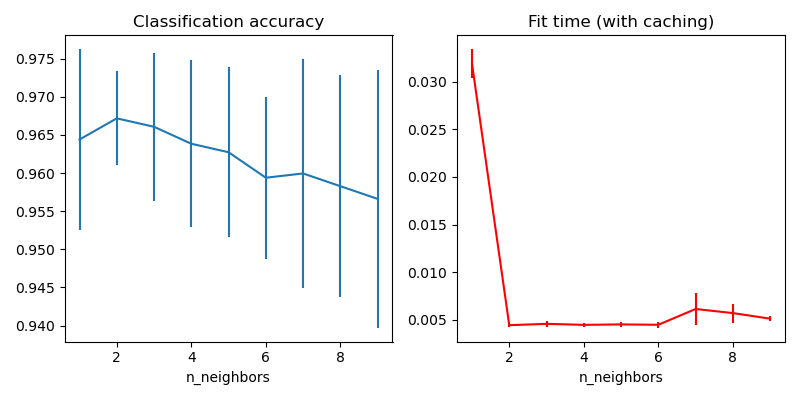 Classification accuracy
0.975
0.970
0.965
0.960
0.955
0.950
0.945
0.940
2 4 6 8
n_neighbors
Fit time (with caching)
0.030
0.025
0.020
0.015
0.010
0.005
2 4 6 8
n_neighbors